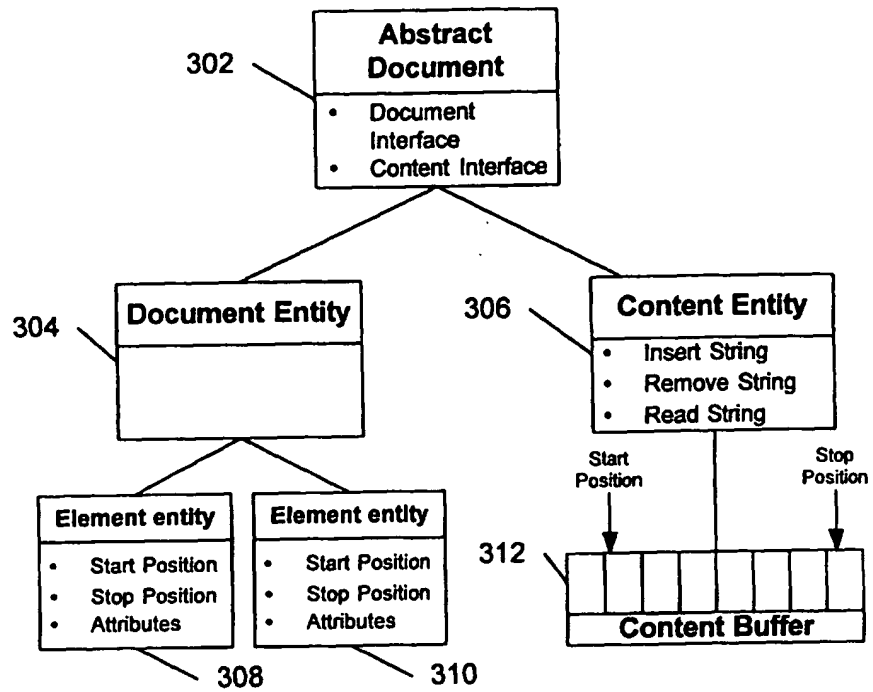 Abstract
Document
302
• Document
Interface
• Content Interface
Document Entity
304
Content Entity
306
• Insert String
• Remove String
• Read String
Start
Position
Stop
Position
Element entity
• Start Position
• Stop Position
• Attributes
308
Element entity
• Start Position
• Stop Position
• Attributes
310
312
Content Buffer